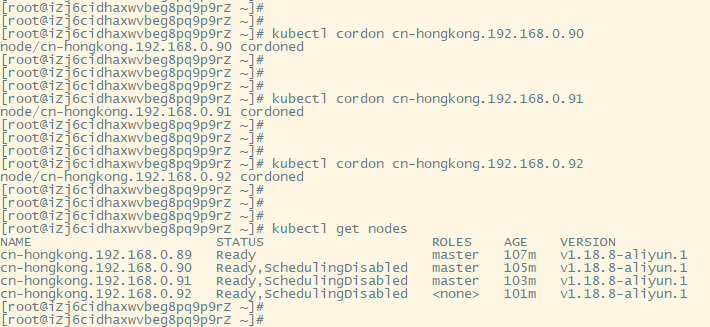 [root@iZj6cidhaxwvbeg8pq9p9rZ ~]#
[root@iZj6cidhaxwvbeg8pq9p9rZ ~]#
[root@iZj6cidhaxwvbeg8pq9p9rZ ~]# kubectl cordon cn-hongkong.192.168.0.90
node/cn-hongkong.192.168.0.90 cordoned
[root@iZj6cidhaxwvbeg8pq9p9rZ ~]#
[root@iZj6cidhaxwvbeg8pq9p9rZ ~]#
[root@iZj6cidhaxwvbeg8pq9p9rZ ~]#
[root@iZj6cidhaxwvbeg8pq9p9rZ ~]# kubectl cordon cn-hongkong.192.168.0.91
node/cn-hongkong.192.168.0.91 cordoned
[root@iZj6cidhaxwvbeg8pq9p9rZ ~]#
[root@iZj6cidhaxwvbeg8pq9p9rZ ~]#
[root@iZj6cidhaxwvbeg8pq9p9rZ ~]#
[root@iZj6cidhaxwvbeg8pq9p9rZ ~]# kubectl cordon cn-hongkong.192.168.0.92
node/cn-hongkong.192.168.0.92 cordoned
[root@iZj6cidhaxwvbeg8pq9p9rZ ~]#
[root@iZj6cidhaxwvbeg8pq9p9rZ ~]#
[root@iZj6cidhaxwvbeg8pq9p9rZ ~]#
[root@iZj6cidhaxwvbeg8pq9p9rZ ~]# kubectl get nodes
NAME STATUS ROLES AGE VERSION
cn-hongkong.192.168.0.89 Ready master 107m v1.18.8-aliyun.1
cn-hongkong.192.168.0.90 Ready,SchedulingDisabled master 105m v1.18.8-aliyun.1
cn-hongkong.192.168.0.91 Ready,SchedulingDisabled master 103m v1.18.8-aliyun.1
cn-hongkong.192.168.0.92 Ready,SchedulingDisabled <none> 101m v1.18.8-aliyun.1
[root@iZj6cidhaxwvbeg8pq9p9rZ ~]#
[root@iZj6cidhaxwvbeg8pq9p9rZ ~]#